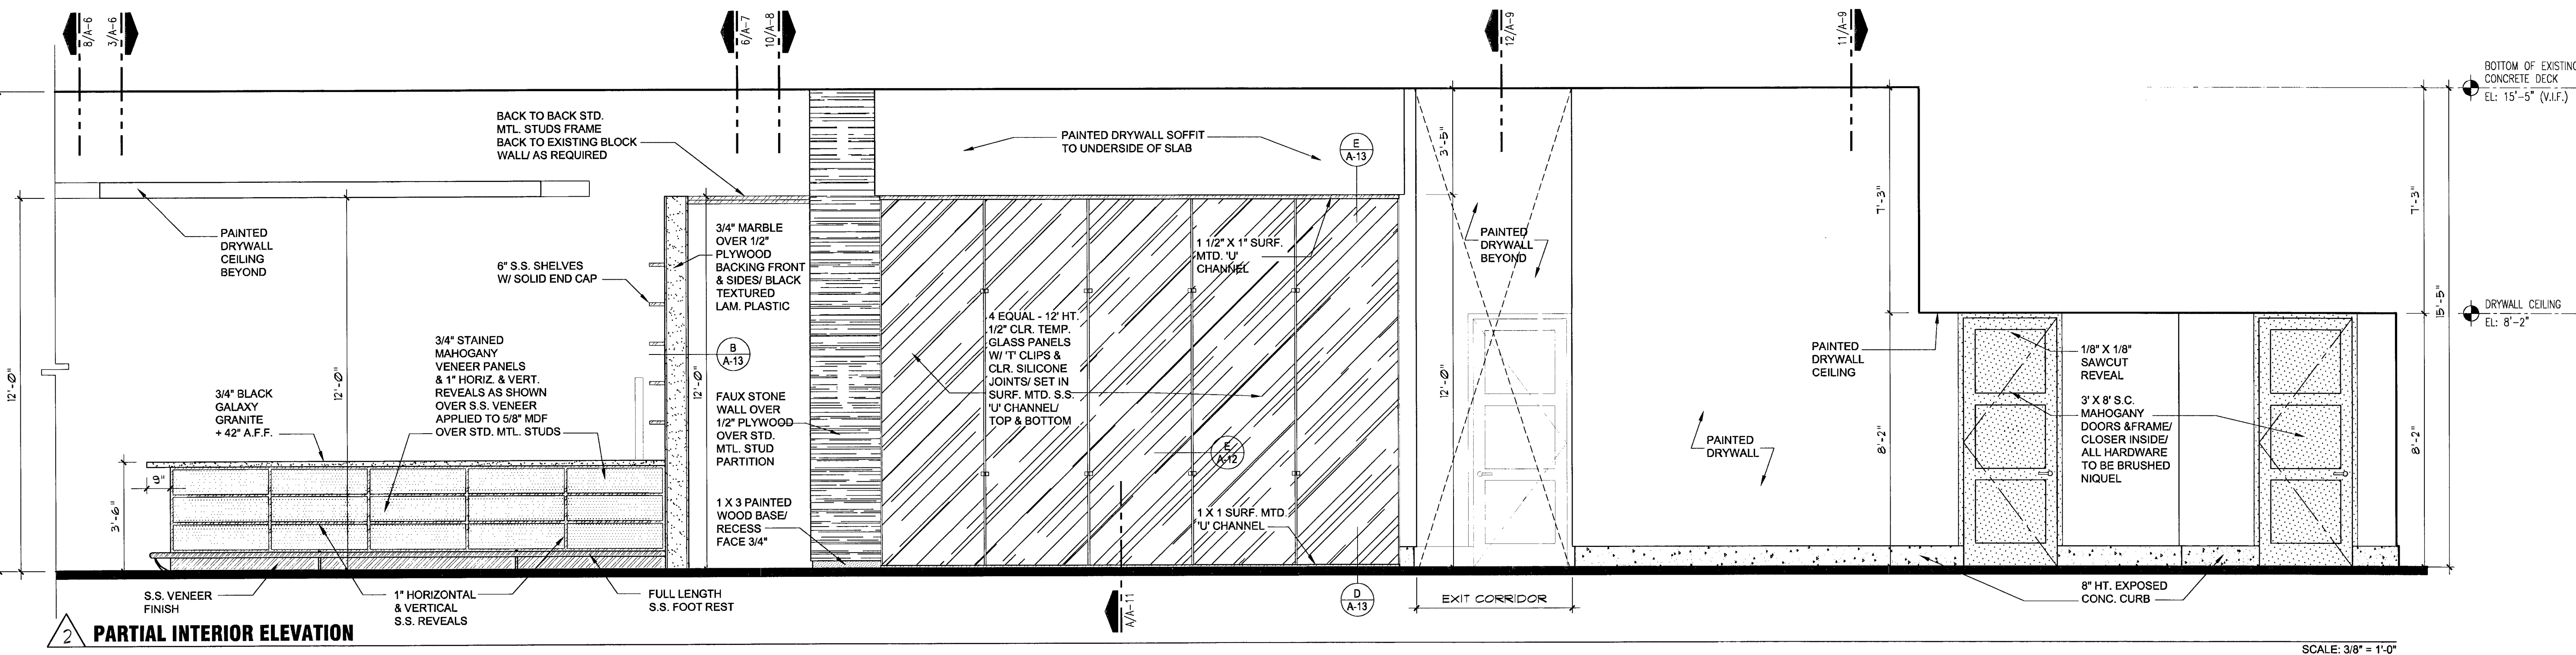 8/A-6
3/A-6
6/A-7
10/A-8
12/A-9
11/A-9
BOTTOM OF EXISTING
CONCRETE DECK
EL: 15'-5" (V.I.F.)
BACK TO BACK STD.
MTL. STUDS FRAME
BACK TO EXISTING BLOCK
WALL/ AS REQUIRED
PAINTED DRYWALL SOFFIT
TO UNDERSIDE OF SLAB
E
A-13
3'-5"
7'-3"
7'-3"
PAINTED
DRYWALL
CEILING
BEYOND
6" S.S. SHELVES
W/ SOLID END CAP
3/4" MARBLE
OVER 1/2"
PLYWOOD
BACKING FRONT
& SIDES/ BLACK
TEXTURED
LAM. PLASTIC
1 1/2" X 1" SURF.
MTD. 'U'
CHANNEL
PAINTED
DRYWALL
BEYOND
15'-5"
DRYWALL CEILING
EL: 8'-2"
3/4" STAINED
MAHOGANY
VENEER PANELS
& 1" HORIZ. & VERT.
REVEALS AS SHOWN
OVER S.S. VENEER
APPLIED TO 5/8" MDF
OVER STD. MTL. STUDS
B
A-13
4 EQUAL - 12' HT.
1/2" CLR. TEMP.
GLASS PANELS
W/ 'T' CLIPS &
CLR. SILICONE
JOINTS/ SET IN
SURF. MTD. S.S.
'U' CHANNEL/
TOP & BOTTOM
PAINTED
DRYWALL
CEILING
1/8" X 1/8"
SAWCUT
REVEAL
12'-0"
12'-0"
12'-0"
12'-0"
3/4" BLACK
GALAXY
GRANITE
+ 42" A.F.F.
FAUX STONE
WALL OVER
1/2" PLYWOOD
OVER STD.
MTL. STUD
PARTITION
3' X 8' S.C.
MAHOGANY
DOORS &FRAME/
CLOSER INSIDE/
ALL HARDWARE
TO BE BRUSHED
NIQUEL
E
A-12
PAINTED
DRYWALL
8'-2"
8'-2"
9"
3'-6"
1 X 3 PAINTED
WOOD BASE/
RECESS
FACE 3/4"
1 X 1 SURF. MTD.
'U' CHANNEL
S.S. VENEER
FINISH
1" HORIZONTAL
& VERTICAL
S.S. REVEALS
FULL LENGTH
S.S. FOOT REST
A/A-11
D
A-13
EXIT CORRIDOR
8" HT. EXPOSED
CONC. CURB
2 PARTIAL INTERIOR ELEVATION
SCALE: 3/8" = 1'-0"